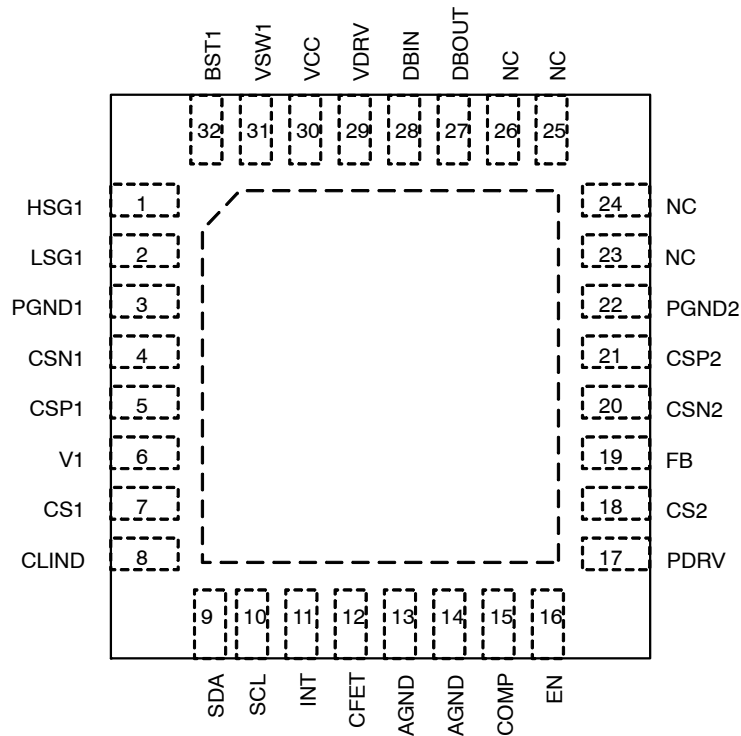 BST1 VSW1 VCC VDRV DBIN DBOUT NC NC
32 31 30 29 28 27 26 25
HSG1 1 24 NC
LSG1 2 23 NC
PGND1 3 22 PGND2
CSN1 4 21 CSP2
CSP1 5 20 CSN2
V1 6 19 FB
CS1 7 18 CS2
CLIND 8 17 PDRV
9 10 11 12 13 14 15 16
SDA SCL INT CFET AGND AGND COMP EN